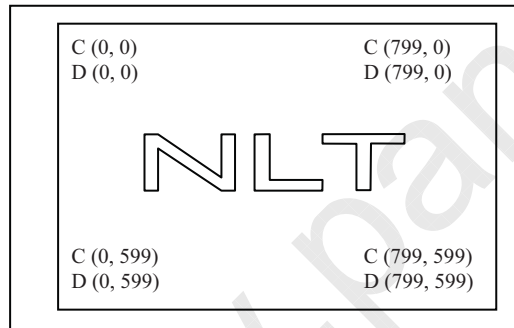 C (0, 0) C (799, 0)
D (0, 0) D (799, 0)
NLT
C (0, 599) C (799, 599)
D (0, 599) D (799, 599)